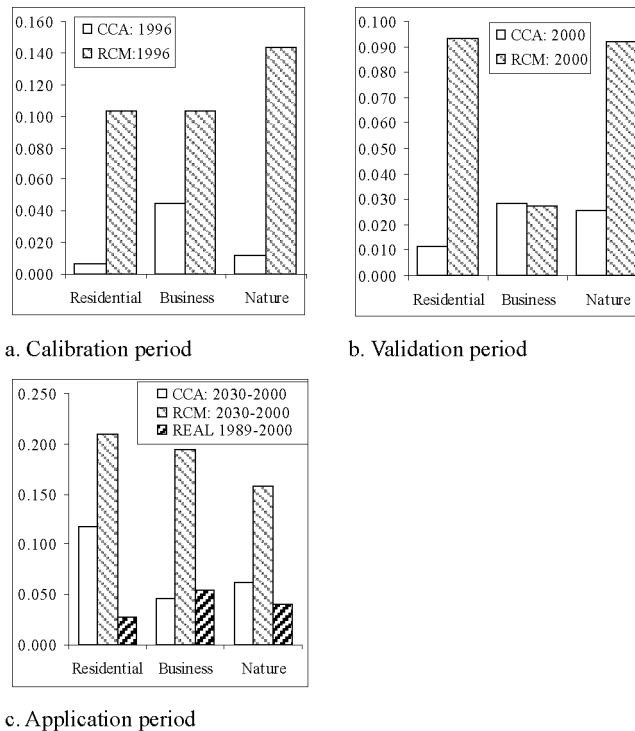 0.160
0.140
0.120
0.100
0.080
0.060
0.040
0.020
0.000
CCA: 1996
RCM:1996
Residential Business Nature
a. Calibration period
0.100
0.090
0.080
0.070
0.060
0.050
0.040
0.030
0.020
0.010
0.000
CCA: 2000
RCM: 2000
Residential Business Nature
b. Validation period
0.250
0.200
0.150
0.100
0.050
0.000
CCA: 2030-2000
RCM: 2030-2000
REAL 1989-2000
Residential Business Nature
c. Application period